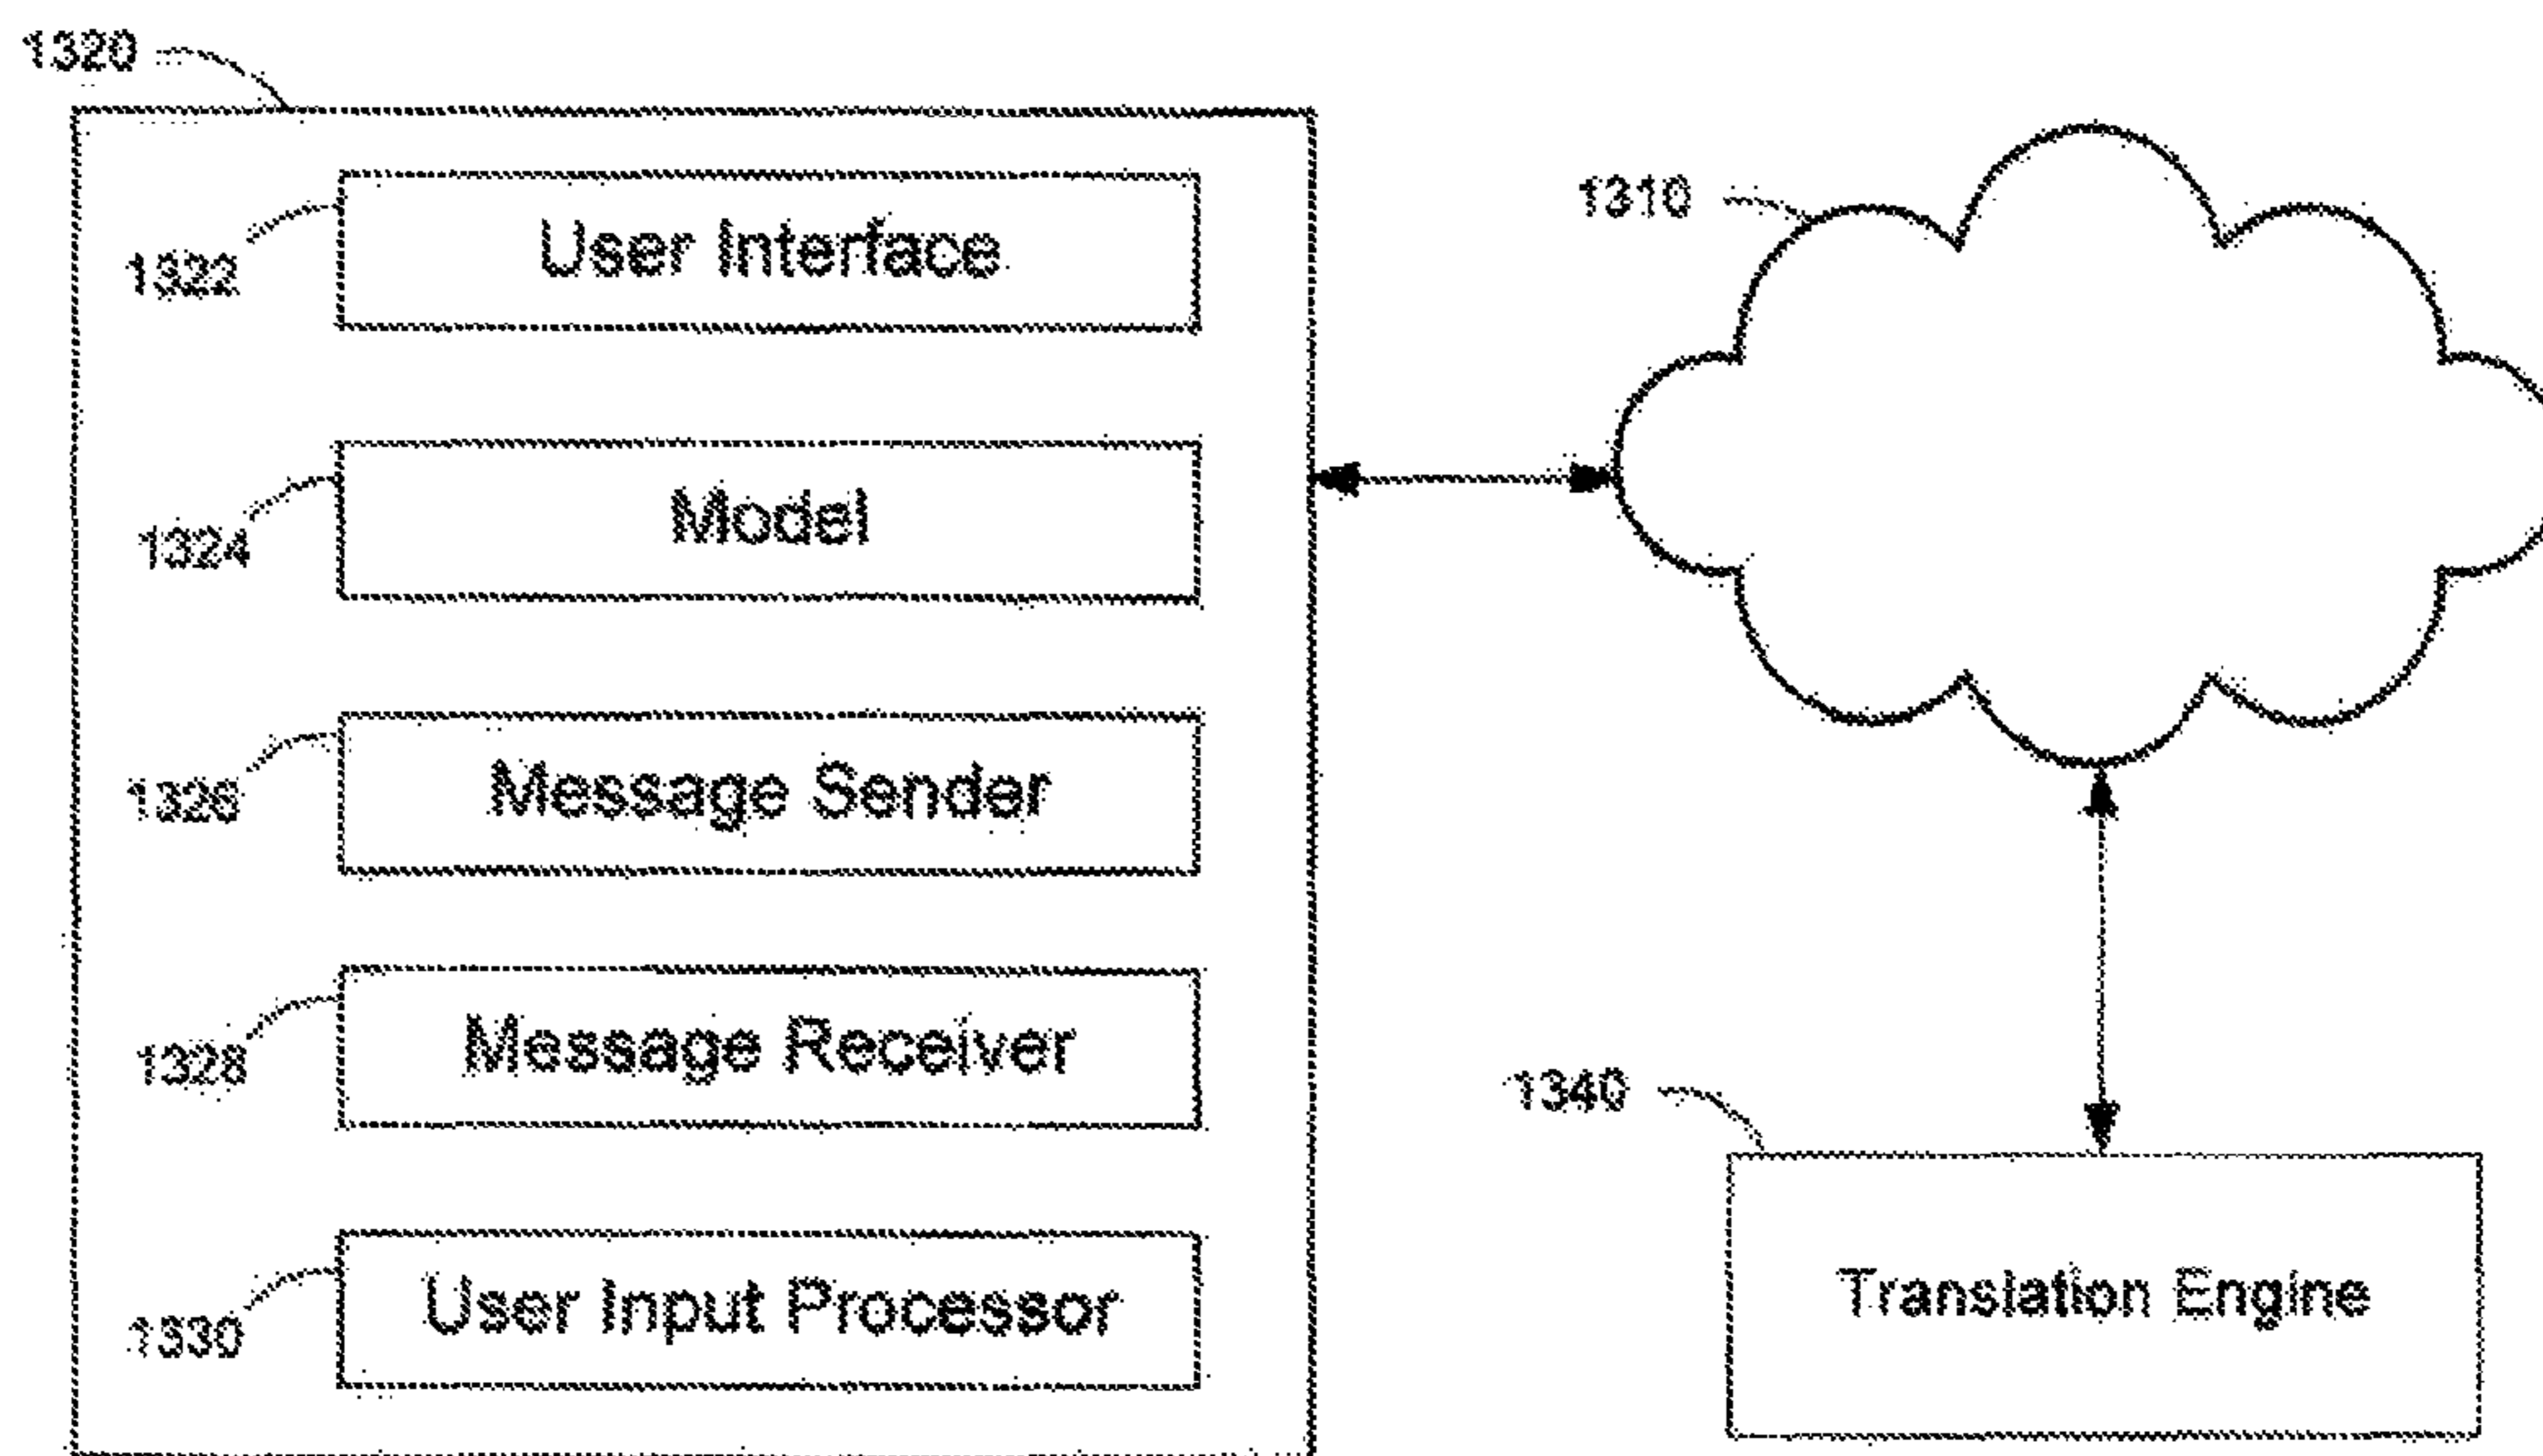 1320
1322
User Interface
1310
1324
Model
1326
Message Sender
1328
Message Receiver
1340
1330
User Input Processor
Translation Engine